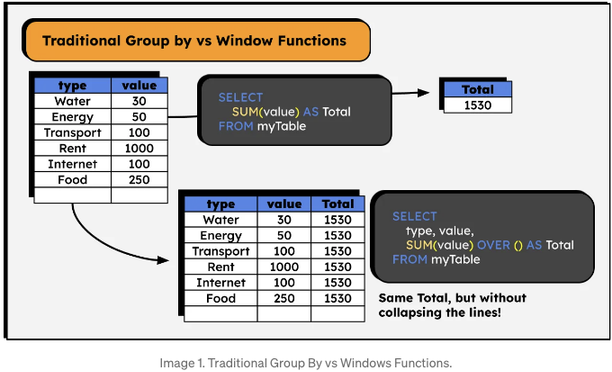 Traditional Group by vs Window Functions
type value
Water 30
Energy 50
Transport 100
Rent 1000
Internet 100
Food 250
SELECT
SUM(value) AS Total
FROM myTable
Total
1530
type value Total
Water 30 1530
Energy 50 1530
Transport 100 1530
Rent 1000 1530
Internet 100 1530
Food 250 1530
SELECT
type, value,
SUM(value) OVER () AS Total
FROM myTable
Same Total, but without
collapsing the lines!
Image 1. Traditional Group By vs Windows Functions.